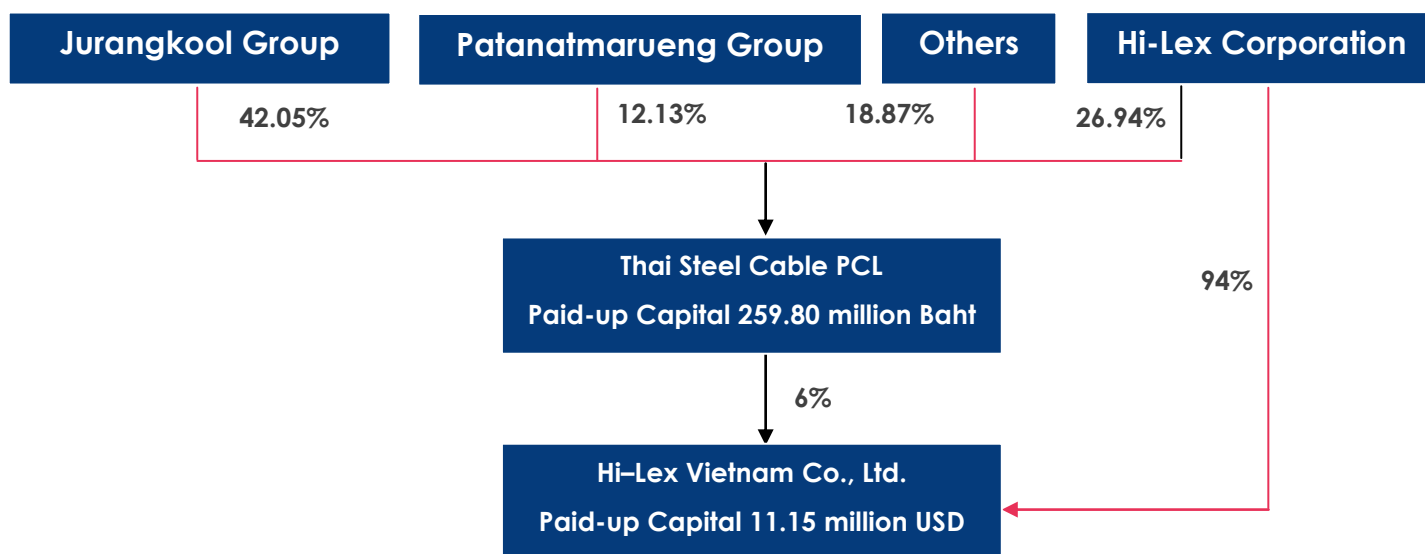 Jurangkool Group
Patanatmarueng Group
Others
Hi-Lex Corporation
42.05%
12.13%
18.87%
26.94%
Thai Steel Cable PCL
Paid-up Capital 259.80 million Baht
94%
6%
Hi–Lex Vietnam Co., Ltd.
Paid-up Capital 11.15 million USD